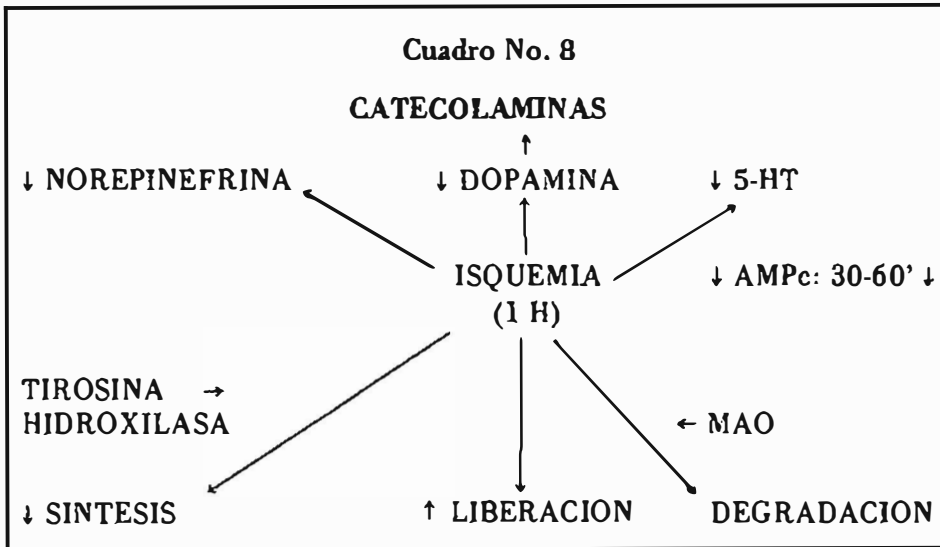 Cuadro No. 8
CATECOLAMINAS
↑
↓ NOREPINEFRINA ↓ DOPAMINA ↓ 5-HT
ISQUEMIA ↓ AMPc: 30-60' ↓
(1 H)
TIROSINA →
HIDROXILASA ← MAO
↓ SINTESIS ↑ LIBERACION DEGRADACION